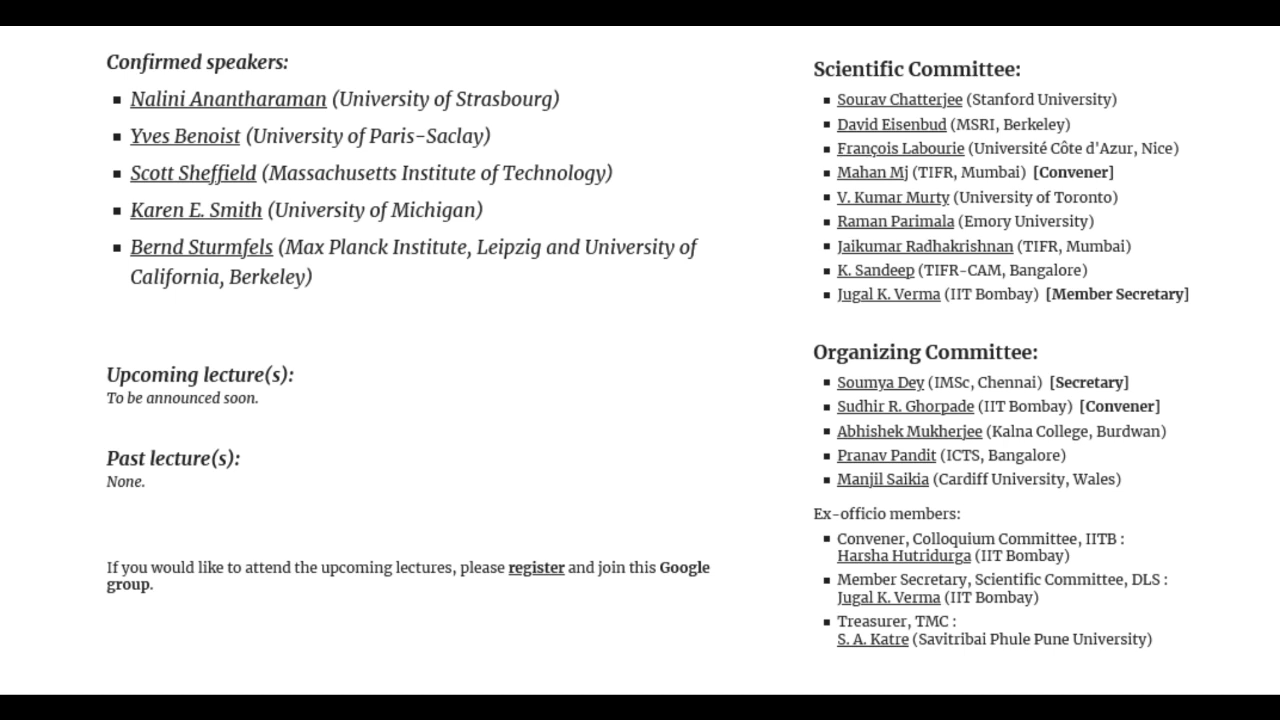 Confirmed speakers:
Nalini Anantharaman (University of Strasbourg)
Yves Benoist (University of Paris-Saclay)
Scott Sheffield (Massachusetts Institute of Technology)
Karen E. Smith (University of Michigan)
Bernd Sturmfels (Max Planck Institute, Leipzig and University of
California, Berkeley)
Upcoming lecture(s):
To be announced soon.
Past lecture(s):
None.
If you would like to attend the upcoming lectures, please register and join this Google
group.
Scientific Committee:
Sourav Chatterjee (Stanford University)
David Eisenbud (MSRI, Berkeley)
François Labourie (Université Côte d'Azur, Nice)
Mahan Mj (TIFR, Mumbai) [Convener]
V. Kumar Murty (University of Toronto)
Raman Parimala (Emory University)
Jaikumar Radhakrishnan (TIFR, Mumbai)
K. Sandeep (TIFR-CAM, Bangalore)
Jugal K. Verma (IIT Bombay) [Member Secretary]
Organizing Committee:
Soumya Dey (IMSc, Chennai) [Secretary]
Sudhir R. Ghorpade (IIT Bombay) [Convener]
Abhishek Mukherjee (Kalna College, Burdwan)
Pranav Pandit (ICTS, Bangalore)
Manjil Saikia (Cardiff University, Wales)
Ex-officio members:
Convener, Colloquium Committee, IITB :
Harsha Hutridurga (IIT Bombay)
Member Secretary, Scientific Committee, DLS :
Jugal K. Verma (IIT Bombay)
Treasurer, TMC :
S. A. Katre (Savitribai Phule Pune University)